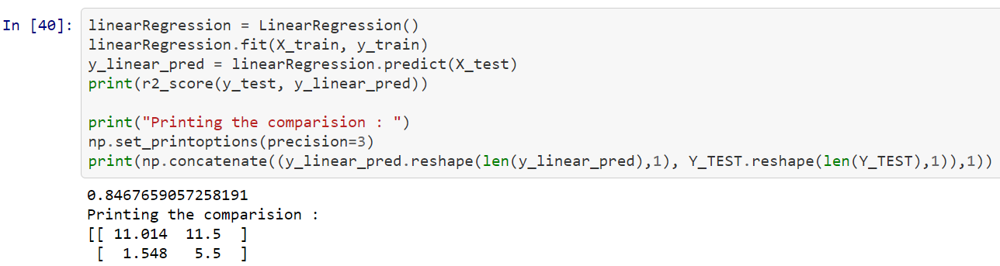 In [40]: linearRegression = LinearRegression()
linearRegression.fit(X_train, y_train)
y_linear_pred = linearRegression.predict(X_test)
print(r2_score(y_test, y_linear_pred))
print("Printing the comparision : ")
np.set_printoptions(precision=3)
print(np.concatenate((y_linear_pred.reshape(len(y_linear_pred),1), Y_TEST.reshape(len(Y_TEST),1)),1))
0.8467659057258191
Printing the comparision :
[[ 11.014  11.5  ]
 [  1.548   5.5  ]